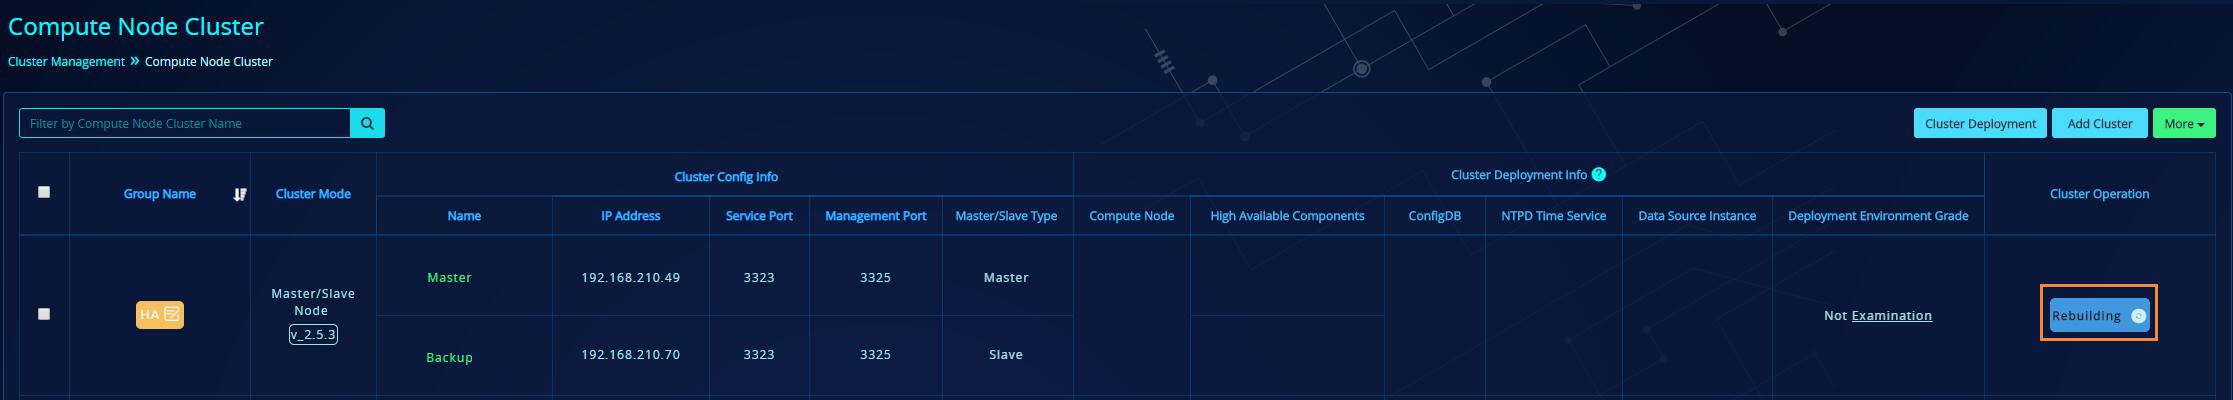 Compute Node Cluster
Cluster Management » Compute Node Cluster
Filter by Compute Node Cluster Name
Cluster Deployment
Add Cluster
More
Group Name
Cluster Mode
Cluster Config Info
Cluster Deployment Info ?
Cluster Operation
Name
IP Address
Service Port
Management Port
Master/Slave Type
Compute Node
High Available Components
ConfigDB
NTPD Time Service
Data Source Instance
Deployment Environment Grade
HA
Master/Slave
Node
v_2.5.3
Master
192.168.210.49
3323
3325
Master
Backup
192.168.210.70
3323
3325
Slave
Not Examination
Rebuilding